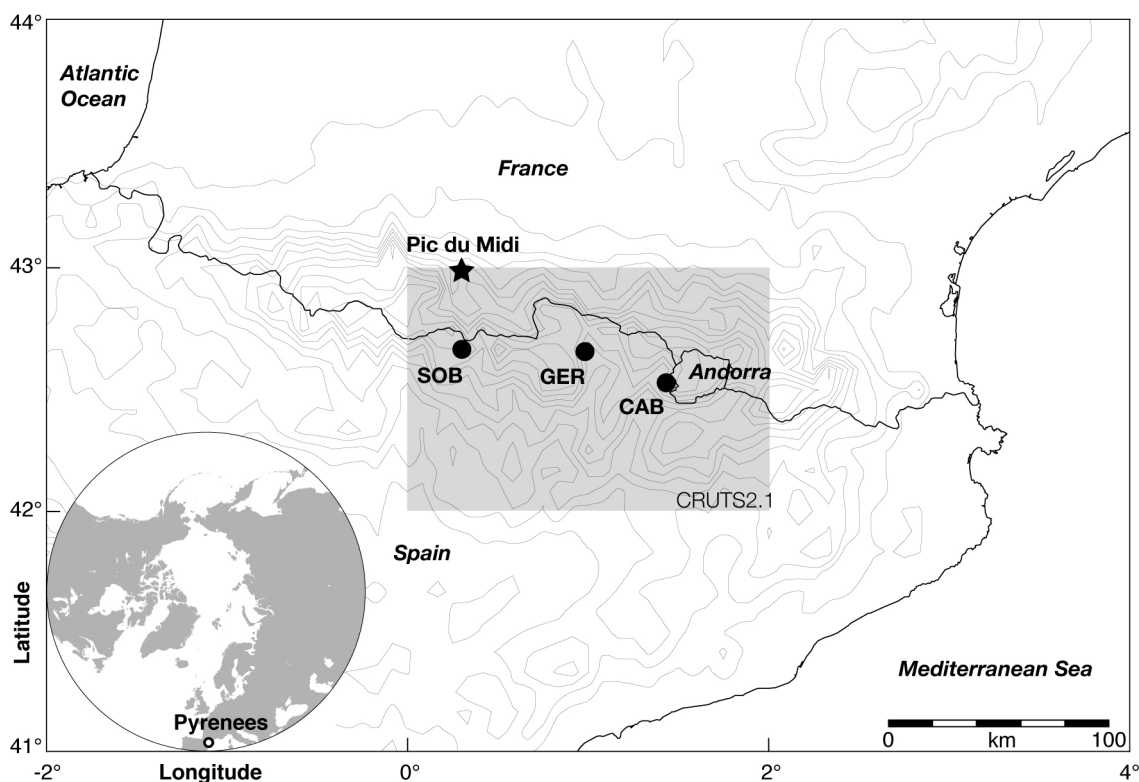 44°
Atlantic
Ocean
France
Pic du Midi
43°
SOB
GER
CAB
Andorra
CRUTS2.1
42°
Spain
Latitude
Mediterranean Sea
Pyrenees
0 km 100
41°
-2° Longitude 0° 2° 4°